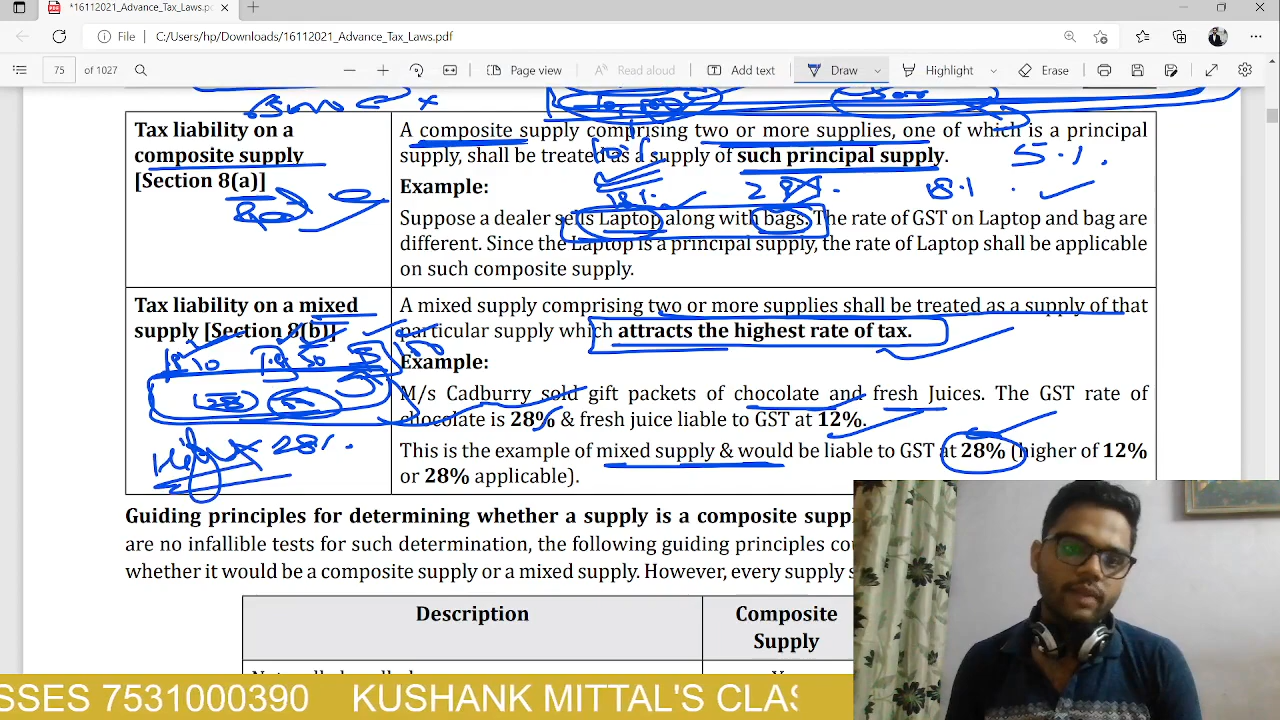 *16112021_Advance_Tax_Laws.pdf
File C:/Users/hp/Downloads/16112021_Advance_Tax_Laws.pdf
75 of 1027 Page view Read aloud Add text Draw Highlight Erase
Tax liability on a
composite supply
[Section 8(a)]
A composite supply comprising two or more supplies, one of which is a principal
supply, shall be treated as a supply of such principal supply.
5%.
Example:
18%
18%
Suppose a dealer sells Laptop along with bags. The rate of GST on Laptop and bag are
different. Since the Laptop is a principal supply, the rate of Laptop shall be applicable
on such composite supply.
Tax liability on a mixed
supply [Section 8(b)]
A mixed supply comprising two or more supplies shall be treated as a supply of that
particular supply which attracts the highest rate of tax.
Example:
M/s Cadburry sold gift packets of chocolate and fresh Juices. The GST rate of
chocolate is 28% & fresh juice liable to GST at 12%.
This is the example of mixed supply & would be liable to GST at 28% (higher of 12%
or 28% applicable).
28%.
Guiding principles for determining whether a supply is a composite suppl
are no infallible tests for such determination, the following guiding principles cou
whether it would be a composite supply or a mixed supply. However, every supply s
Description
Composite
Supply
SSES 7531000390 KUSHANK MITTAL'S CLAS